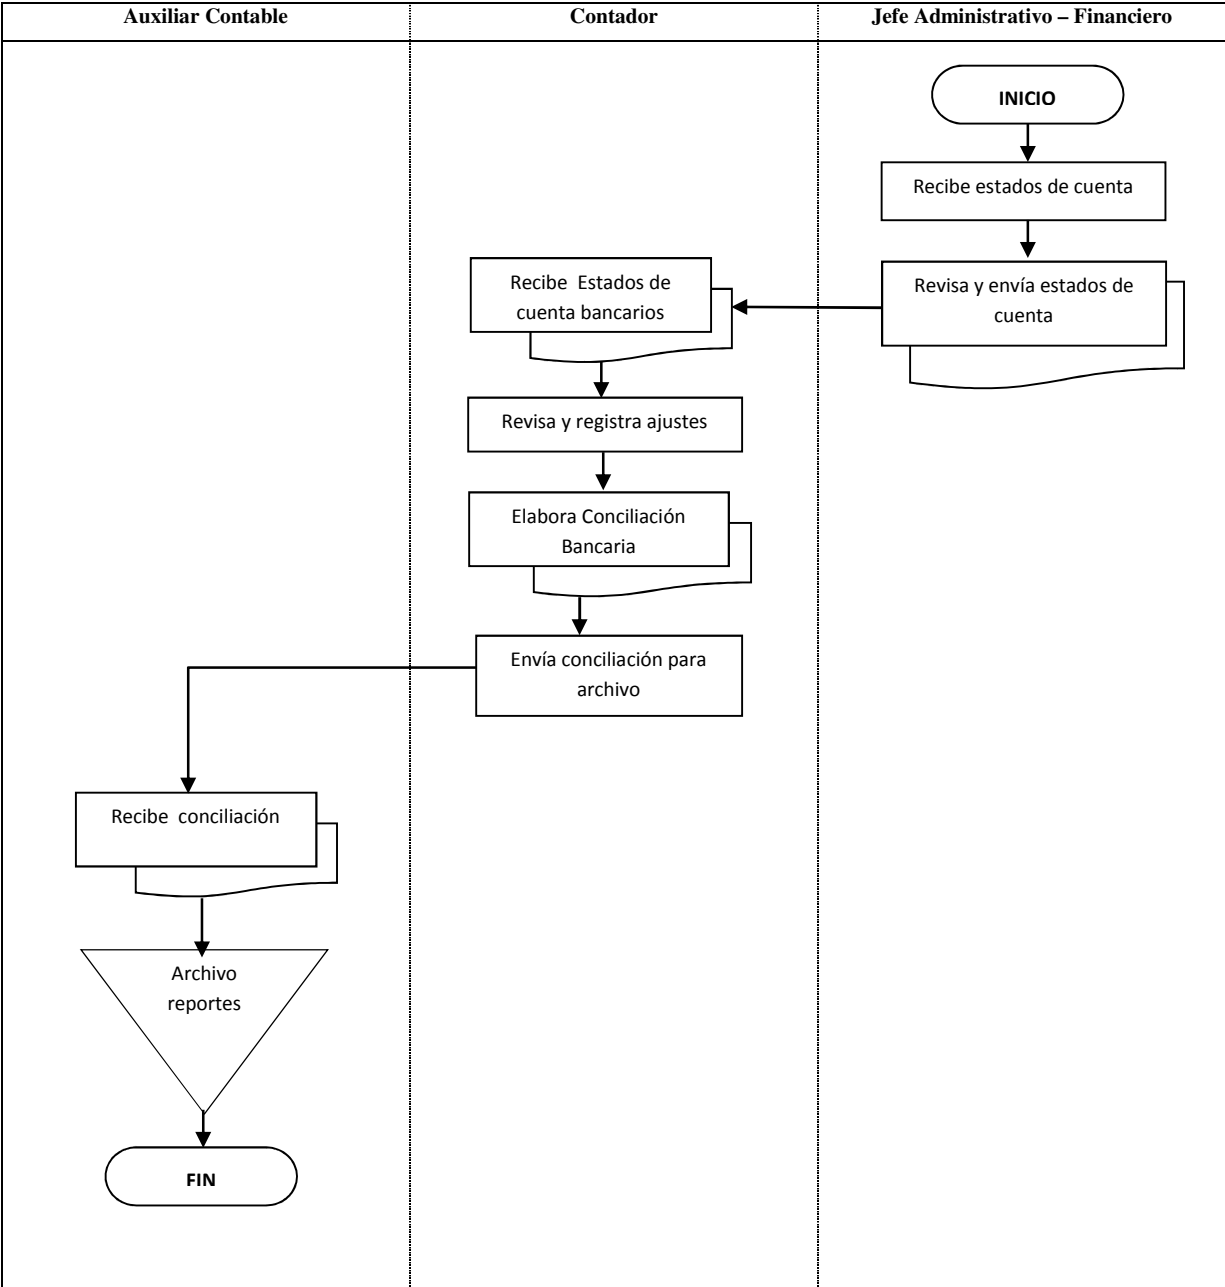 Auxiliar Contable
Contador
Jefe Administrativo – Financiero
INICIO
Recibe estados de cuenta
Revisa y envía estados de
cuenta
Recibe Estados de
cuenta bancarios
Revisa y registra ajustes
Elabora Conciliación
Bancaria
Envía conciliación para
archivo
Recibe conciliación
Archivo
reportes
FIN